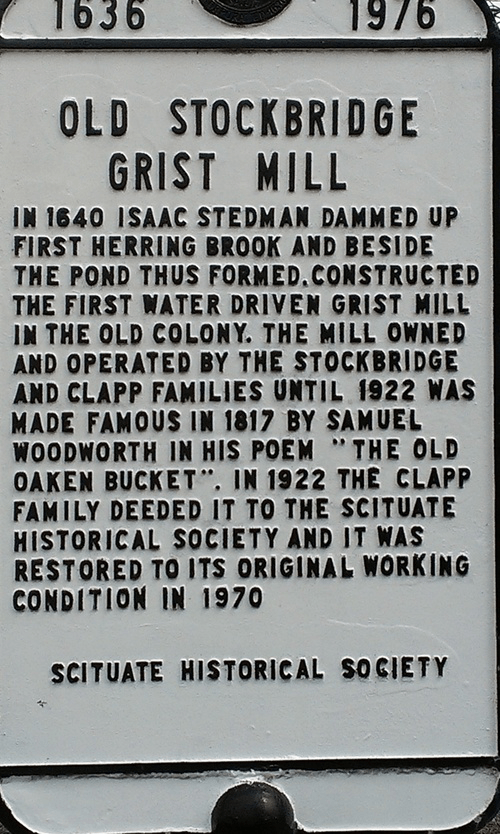 1636 1976
OLD STOCKBRIDGE
GRIST MILL
IN 1640 ISAAC STEDMAN DAMMED UP
FIRST HERRING BROOK AND BESIDE
THE POND THUS FORMED.CONSTRUCTED
THE FIRST WATER DRIVEN GRIST MILL
IN THE OLD COLONY. THE MILL OWNED
AND OPERATED BY THE STOCKBRIDGE
AND CLAPP FAMILIES UNTIL 1922 WAS
MADE FAMOUS IN 1817 BY SAMUEL
WOODWORTH IN HIS POEM "THE OLD
OAKEN BUCKET". IN 1922 THE CLAPP
FAMILY DEEDED IT TO THE SCITUATE
HISTORICAL SOCIETY AND IT WAS
RESTORED TO ITS ORIGINAL WORKING
CONDITION IN 1970
SCITUATE HISTORICAL SOCIETY